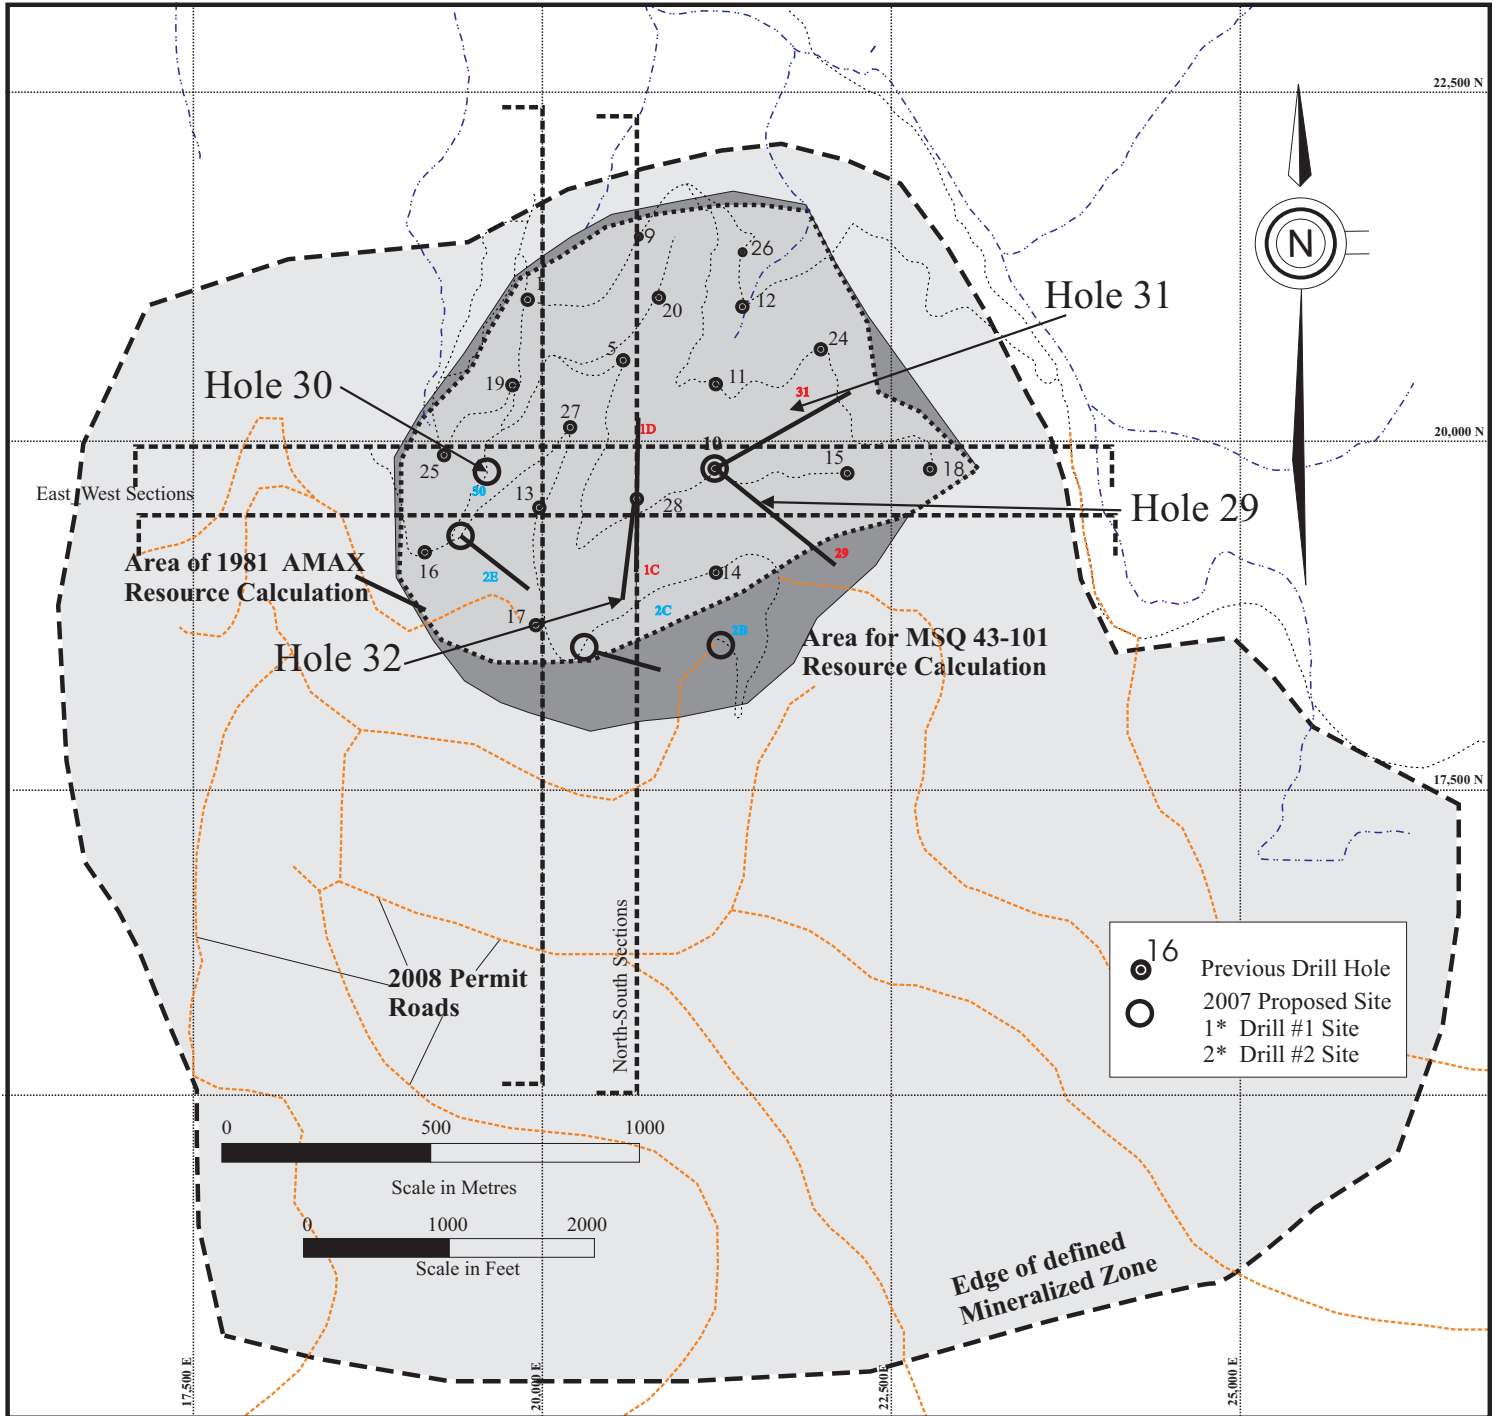 22,500 N
N
9
26
1
20
12
Hole 31
5
24
11
Hole 30
19
31
27
1D
20,000 N
10
25
15
18
East West Sections
30
13
28
Hole 29
Area of 1981 AMAX
Resource Calculation
16
2E
1C
14
29
2C
17
2B
Area for MSQ 43-101
Resource Calculation
Hole 32
17,500 N
North-South Sections
2008 Permit
Roads
16
Previous Drill Hole
2007 Proposed Site
1* Drill #1 Site
2* Drill #2 Site
0 500 1000
Scale in Metres
0 1000 2000
Scale in Feet
Edge of defined
Mineralized Zone
17,500 E
20,000 E
22,500 E
25,000 E